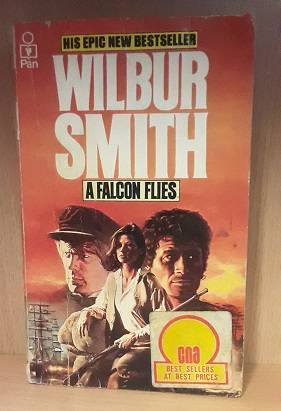 HIS EPIC NEW BESTSELLER
Pan
WILBUR
SMITH
A FALCON FLIES
cna
BEST SELLERS
AT BEST PRICES